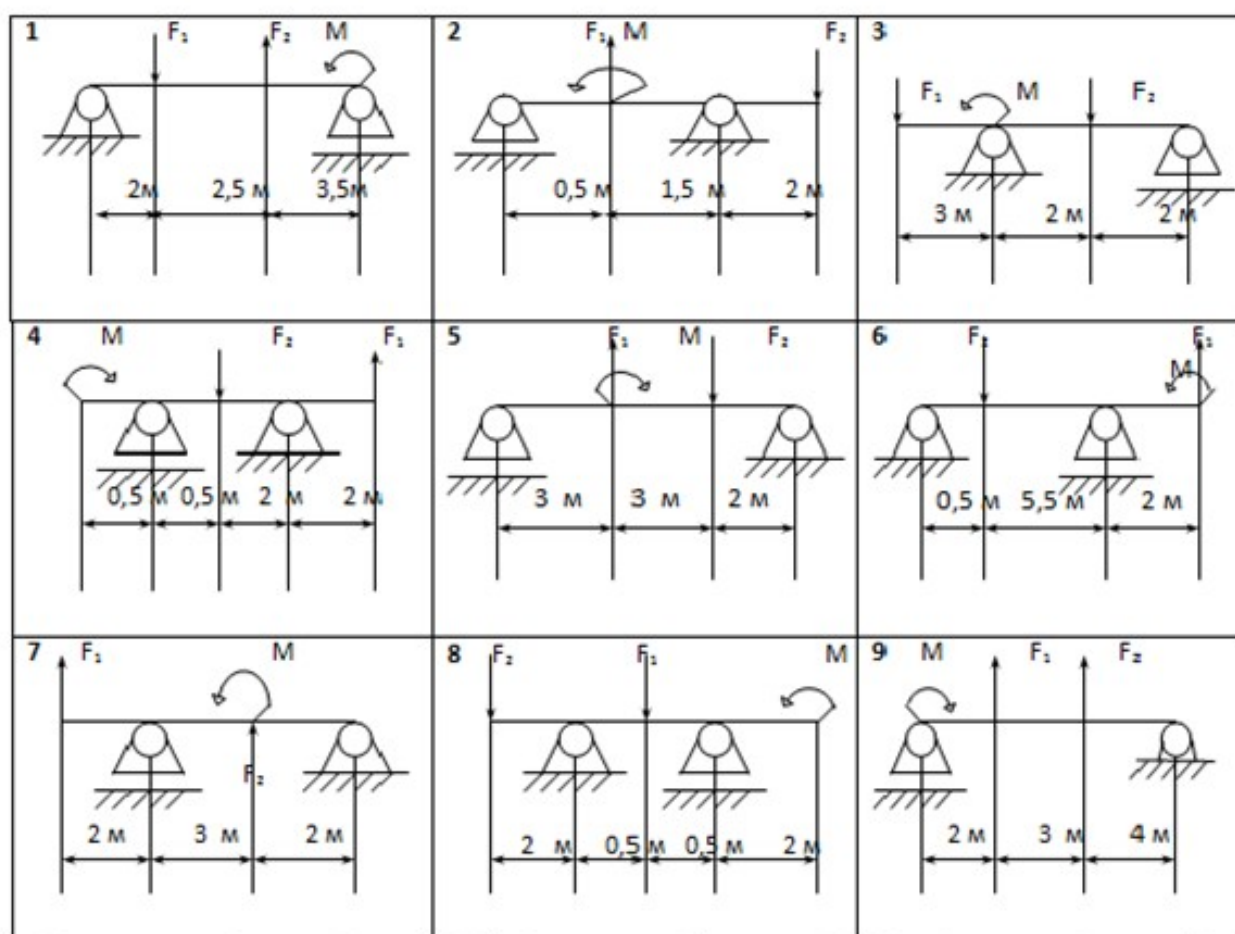 1 F₁ F₂ M
2м 2,5 м 3,5м
2 F₁ M F₂
0,5 м 1,5 м 2 м
3
F₁ M F₂
3 м 2 м 2 м
4 M F₂ F₁
0,5 м 0,5 м 2 м 2 м
5 F₁ M F₂
3 м 3 м 2 м
6 F₂ F₁
M
0,5 м 5,5 м 2 м
7 F₁ M
F₂
2 м 3 м 2 м
8 F₂ F₁ M
2 м 0,5 м 0,5 м 2 м
9 M F₁ F₂
2 м 3 м 4 м